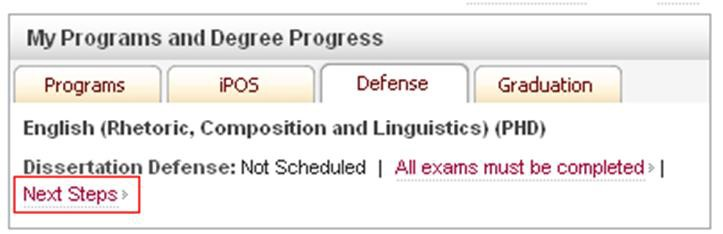 My Programs and Degree Progress
Programs iPOS Defense Graduation
English (Rhetoric, Composition and Linguistics) (PHD)
Dissertation Defense: Not Scheduled | All exams must be completed |
Next Steps